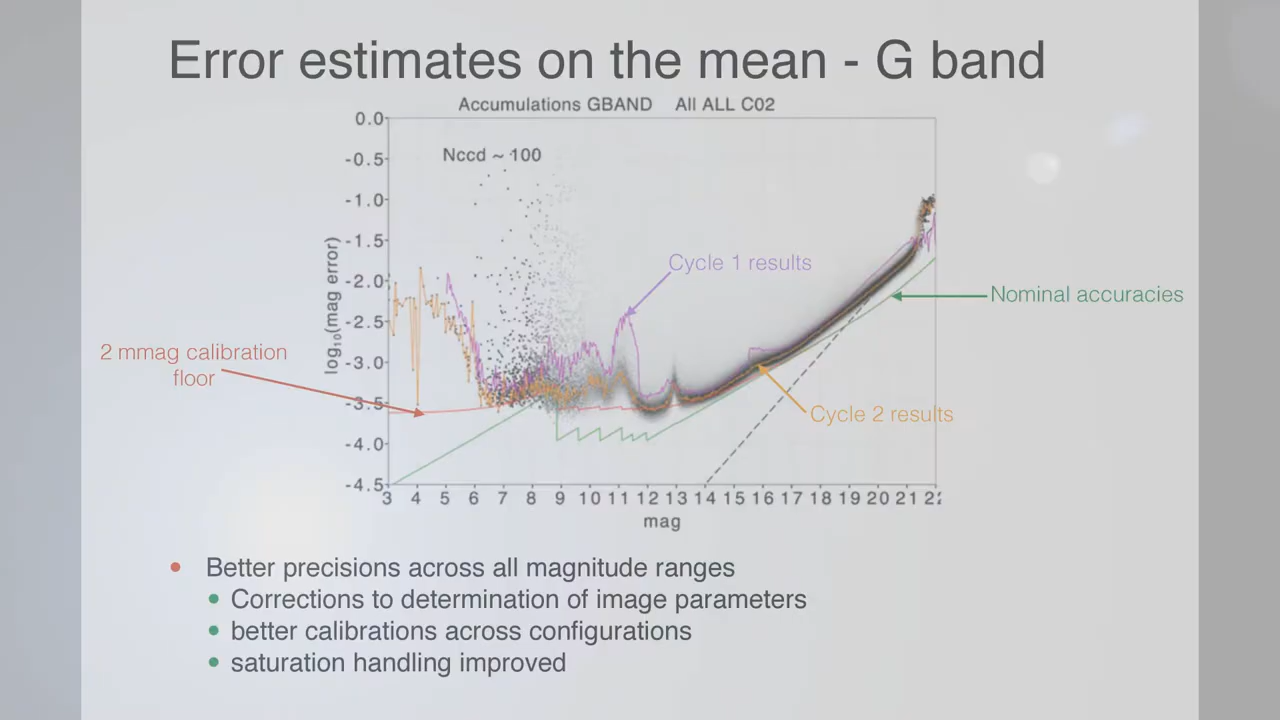 Error estimates on the mean - G band
Accumulations GBAND All ALL C02
Nccd ~ 100
0.0
-0.5
-1.0
-1.5
-2.0
-2.5
-3.0
-3.5
-4.0
-4.5
log10(mag error)
Cycle 1 results
Nominal accuracies
2 mmag calibration
floor
Cycle 2 results
3 4 5 6 7 8 9 10 11 12 13 14 15 16 17 18 19 20 21 22
mag
Better precisions across all magnitude ranges
Corrections to determination of image parameters
better calibrations across configurations
saturation handling improved